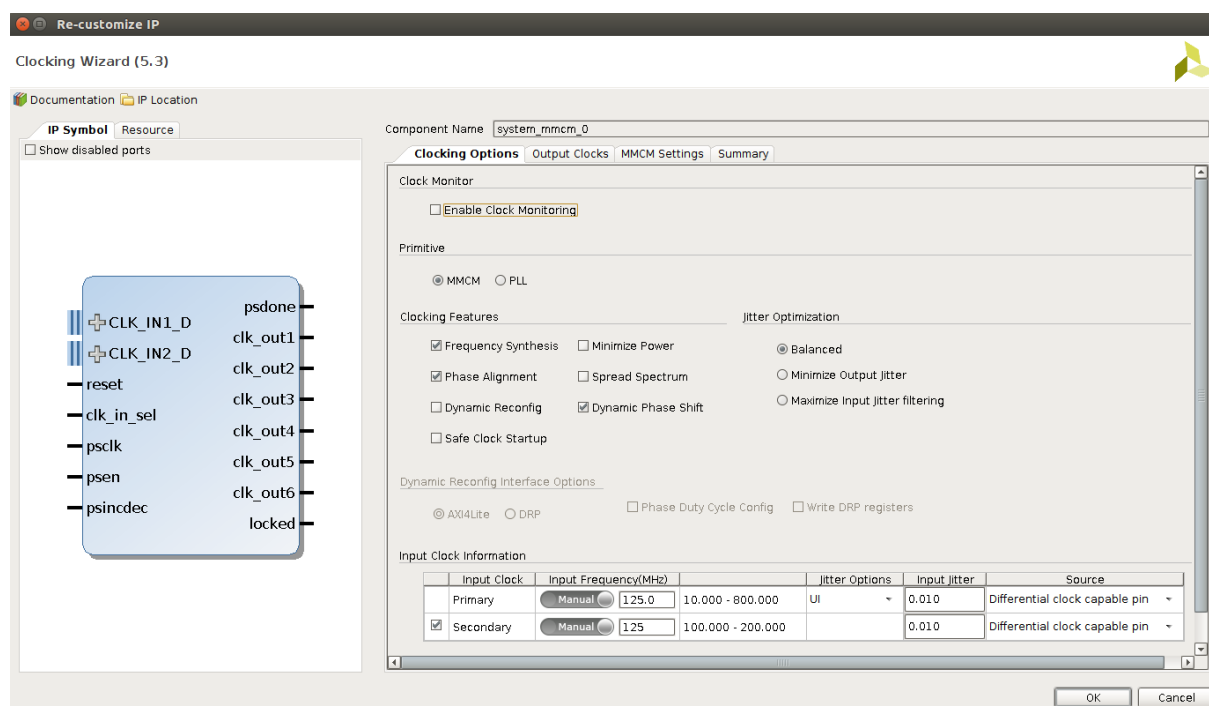 Re-customize IP
Clocking Wizard (5.3)
Documentation IP Location
IP Symbol Resource
Show disabled ports
CLK_IN1_D
CLK_IN2_D
reset
clk_in_sel
psclk
psen
psincdec
psdone
clk_out1
clk_out2
clk_out3
clk_out4
clk_out5
clk_out6
locked
Component Name system_mmcm_0
Clocking Options Output Clocks MMCM Settings Summary
Clock Monitor
Enable Clock Monitoring
Primitive
MMCM PLL
Clocking Features Jitter Optimization
Frequency Synthesis Minimize Power Balanced
Phase Alignment Spread Spectrum Minimize Output Jitter
Dynamic Reconfig Dynamic Phase Shift Maximize Input Jitter filtering
Safe Clock Startup
Dynamic Reconfig Interface Options
AXI4Lite DRP Phase Duty Cycle Config Write DRP registers
Input Clock Information
Input Clock Input Frequency(MHz) Jitter Options Input Jitter Source
Primary Manual 125.0 10.000 - 800.000 UI 0.010 Differential clock capable pin
Secondary Manual 125 100.000 - 200.000 0.010 Differential clock capable pin
OK Cancel